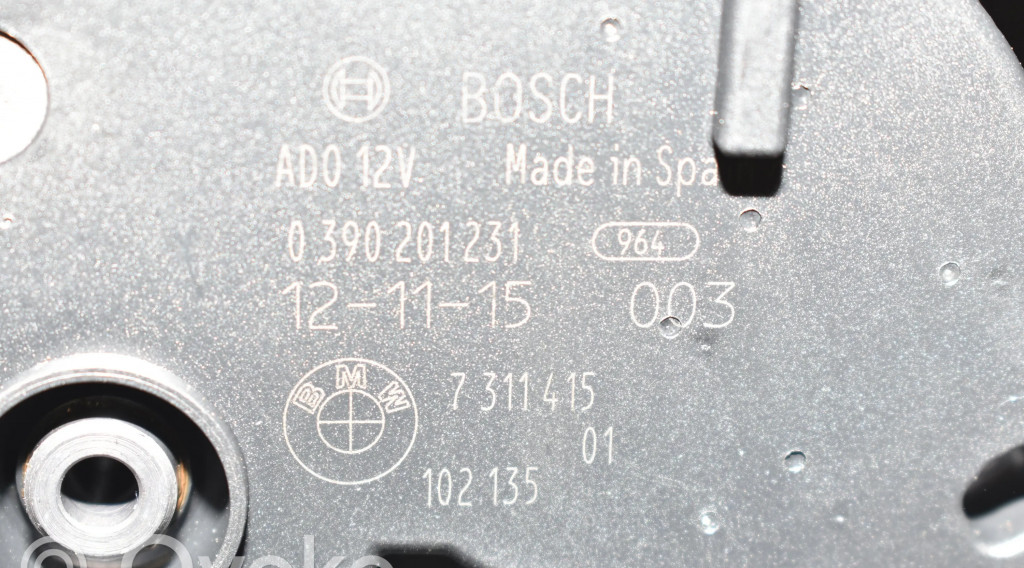 BOSCH
ADO 12V Made in Spa
0 390 201 231 964
12-11-15 003
BMW
7 311 415
01
102 135
© Ovoko